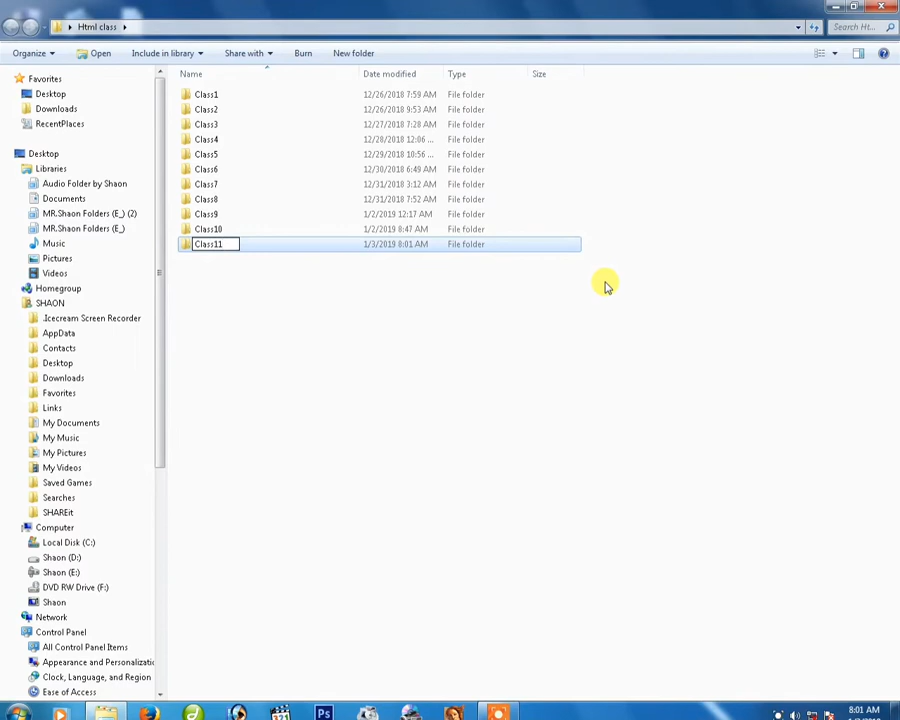 Html class
Search Ht...
Organize
Open
Include in library
Share with
Burn
New folder
Name
Date modified
Type
Size
Class1 12/26/2018 7:59 AM File folder
Class2 12/26/2018 9:53 AM File folder
Class3 12/27/2018 7:28 AM File folder
Class4 12/28/2018 12:06 ... File folder
Class5 12/29/2018 10:56 ... File folder
Class6 12/30/2018 6:49 AM File folder
Class7 12/31/2018 3:12 AM File folder
Class8 12/31/2018 7:52 AM File folder
Class9 1/2/2019 12:17 AM File folder
Class10 1/2/2019 8:47 AM File folder
Class11 1/3/2019 8:01 AM File folder
Favorites
Desktop
Downloads
RecentPlaces
Desktop
Libraries
Audio Folder by Shaon
Documents
MR.Shaon Folders (E_) (2)
MR.Shaon Folders (E_)
Music
Pictures
Videos
Homegroup
SHAON
.Icecream Screen Recorder
AppData
Contacts
Desktop
Downloads
Favorites
Links
My Documents
My Music
My Pictures
My Videos
Saved Games
Searches
SHAREit
Computer
Local Disk (C:)
Shaon (D:)
Shaon (E:)
DVD RW Drive (F:)
Shaon
Network
Control Panel
All Control Panel Items
Appearance and Personalizatio
Clock, Language, and Region
Ease of Access
321
Ps
8:01 AM